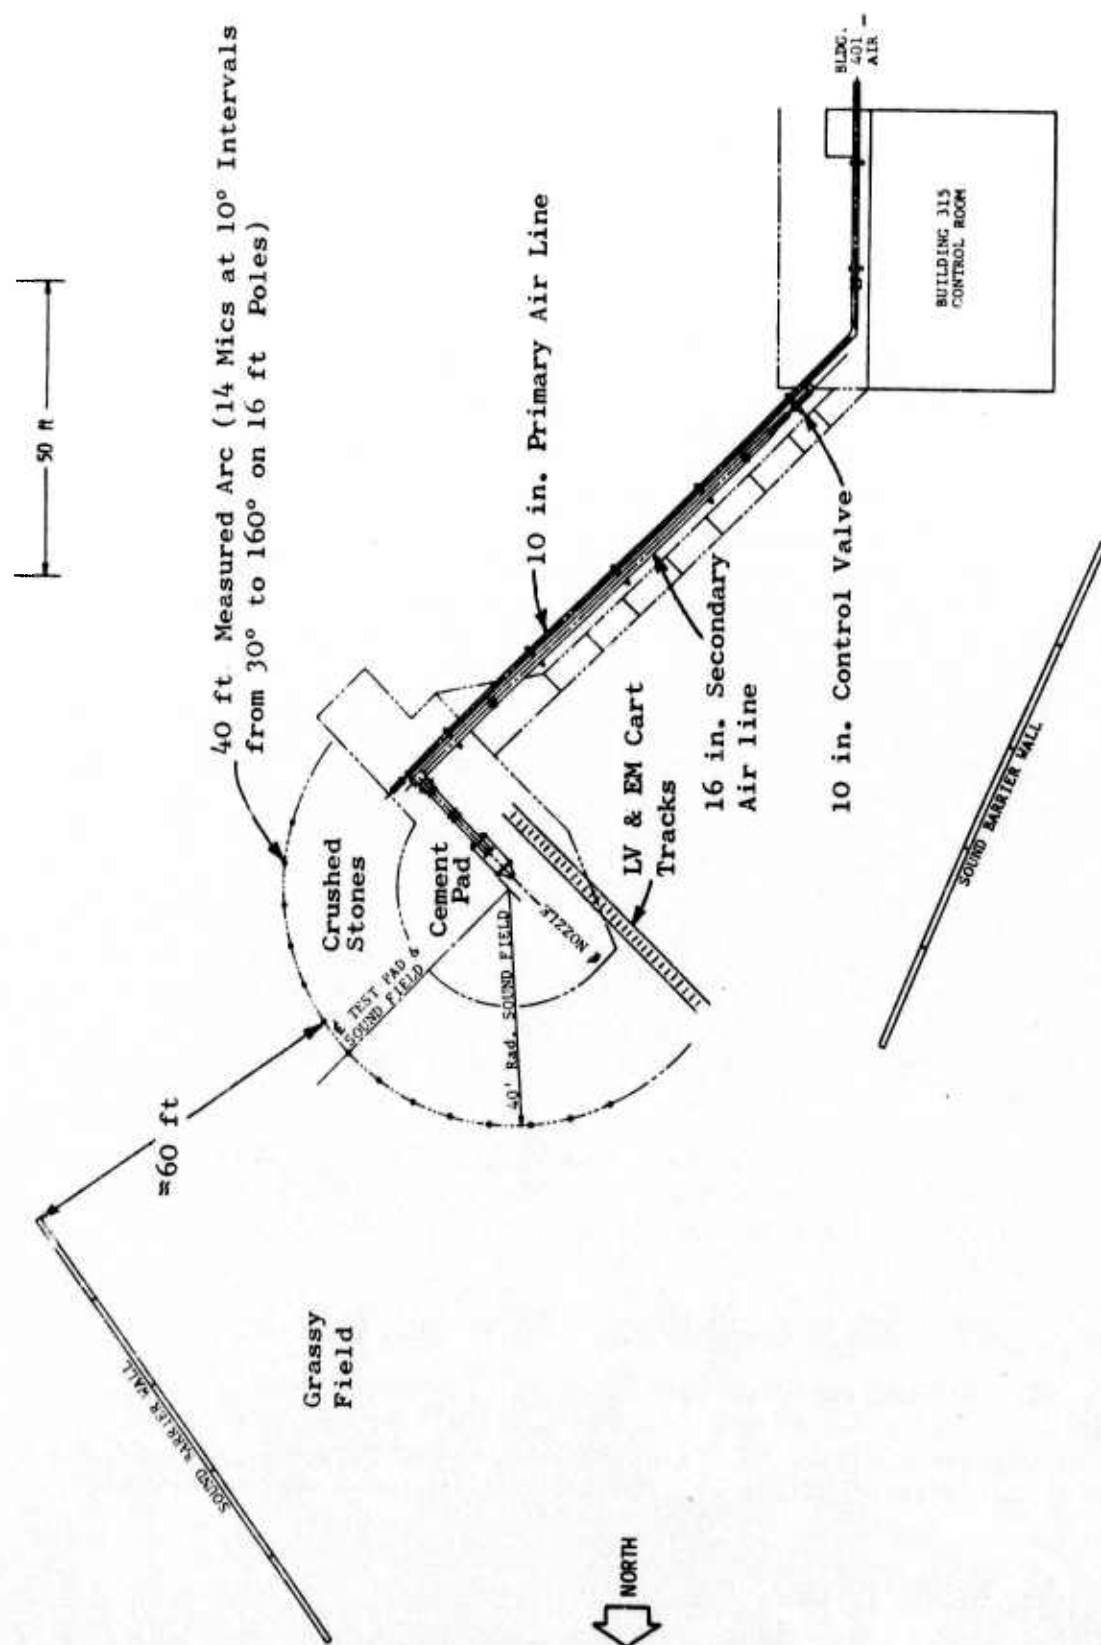 50 ft
40 ft Measured Arc (14 Mics at 10° Intervals
from 30° to 160° on 16 ft Poles)
10 in. Primary Air Line
BLDG.
401 —
AIR
BUILDING 315
CONTROL ROOM
10 in. Control Valve
16 in. Secondary
Air line
LV & EM Cart
Tracks
SOUND BARRIER WALL
Crushed
Stones
Cement
Pad
℄ NOZZLE
℄ TEST PAD &
SOUND FIELD
40' Rad. SOUND FIELD
≈60 ft
SOUND BARRIER WALL
Grassy
Field
NORTH